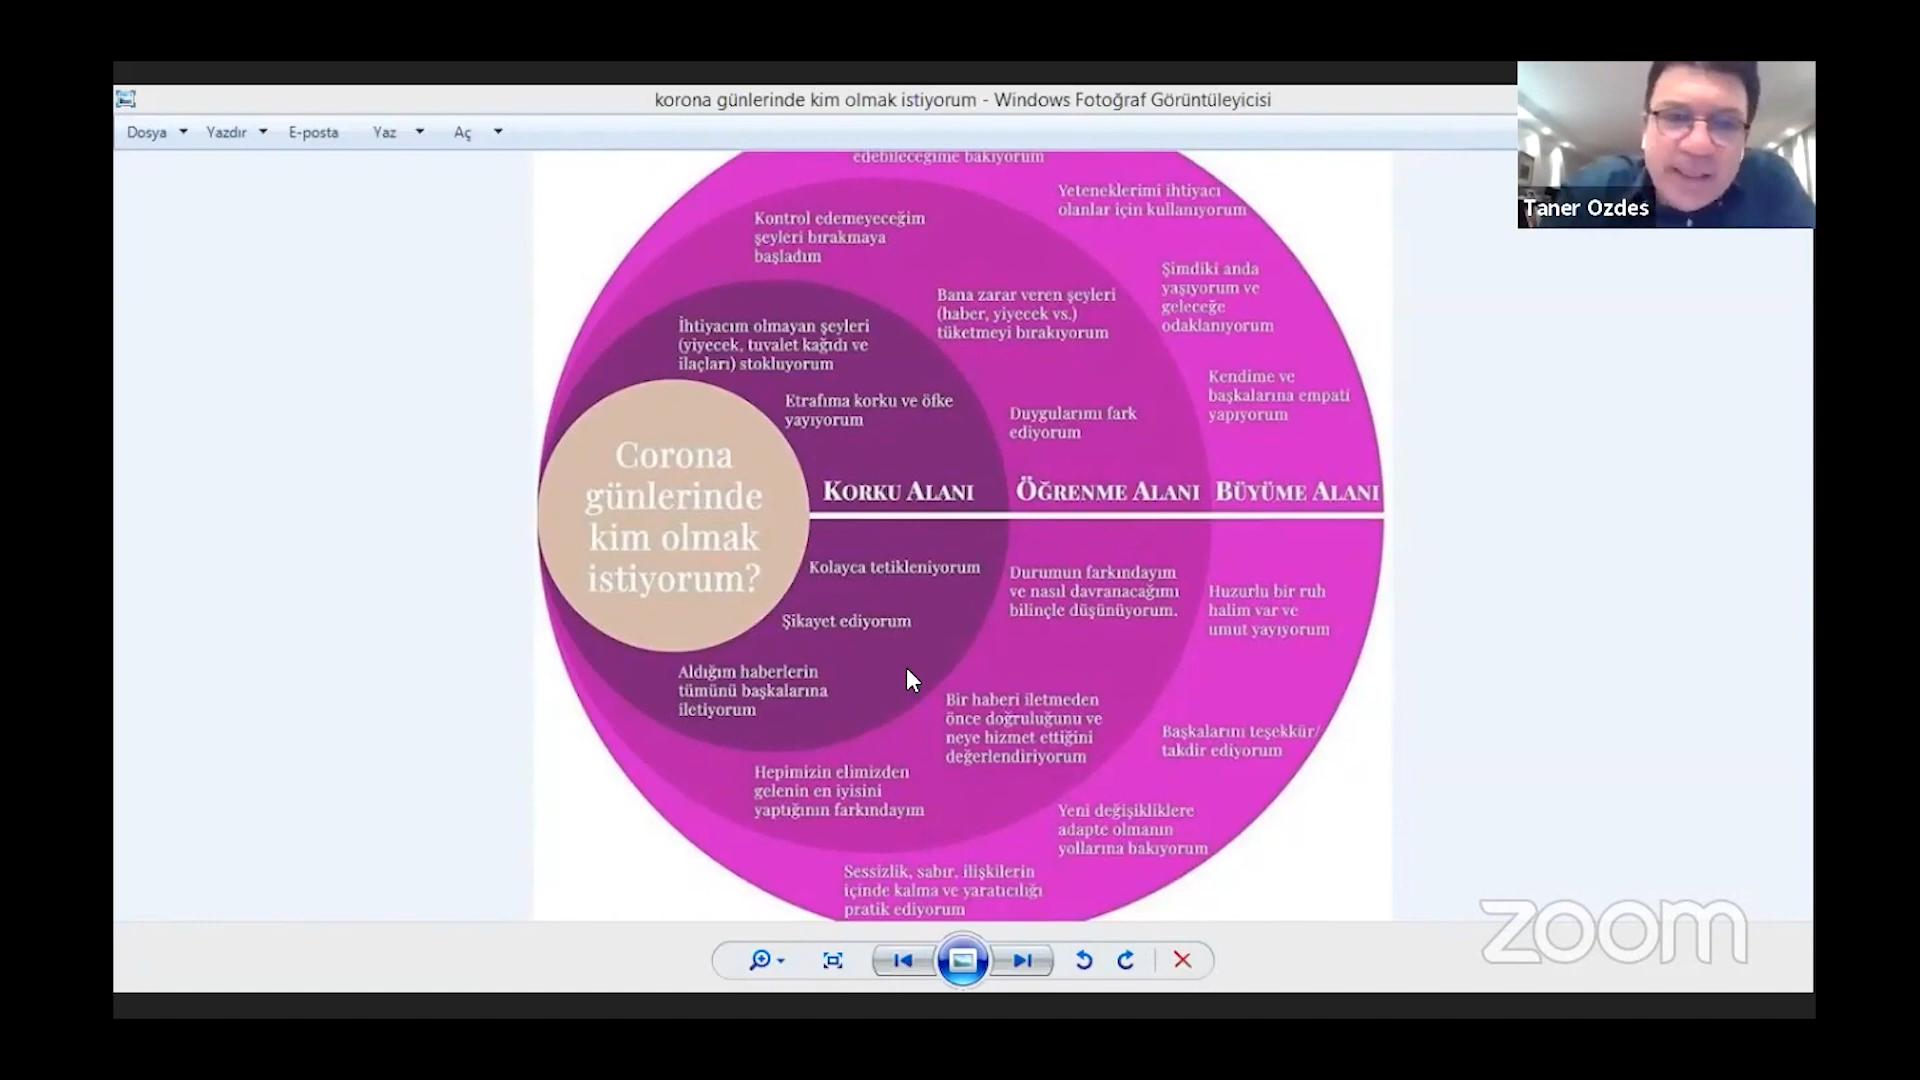 korona günlerinde kim olmak istiyorum - Windows Fotoğraf Görüntüleyicisi
Dosya
Yazdır
E-posta
Yaz
Aç
Taner Ozdes
edebileceğime bakıyorum
Yeteneklerimi ihtiyacı
olanlar için kullanıyorum
Kontrol edemeyeceğim
şeyleri bırakmaya
başladım
Şimdiki anda
yaşıyorum ve
geleceğe
odaklanıyorum
Bana zarar veren şeyleri
(haber, yiyecek vs.)
tüketmeyi bırakıyorum
İhtiyacım olmayan şeyleri
(yiyecek, tuvalet kağıdı ve
ilaçları) stokluyorum
Kendime ve
başkalarına empati
yapıyorum
Etrafıma korku ve öfke
yayıyorum
Duygularımı fark
ediyorum
Corona
günlerinde
kim olmak
istiyorum?
KORKU ALANI
ÖĞRENME ALANI
BÜYÜME ALANI
Kolayca tetikleniyorum
Durumun farkındayım
ve nasıl davranacağımı
bilinçle düşünüyorum.
Huzurlu bir ruh
halim var ve
umut yayıyorum
Şikayet ediyorum
Aldığım haberlerin
tümünü başkalarına
iletiyorum
Bir haberi iletmeden
önce doğruluğunu ve
neye hizmet ettiğini
değerlendiriyorum
Başkalarını teşekkür/
takdir ediyorum
Hepimizin elimizden
gelenin en iyisini
yaptığının farkındayım
Yeni değişikliklere
adapte olmanın
yollarına bakıyorum
Sessizlik, sabır, ilişkilerin
içinde kalma ve yaratıcılığı
pratik ediyorum
zoom